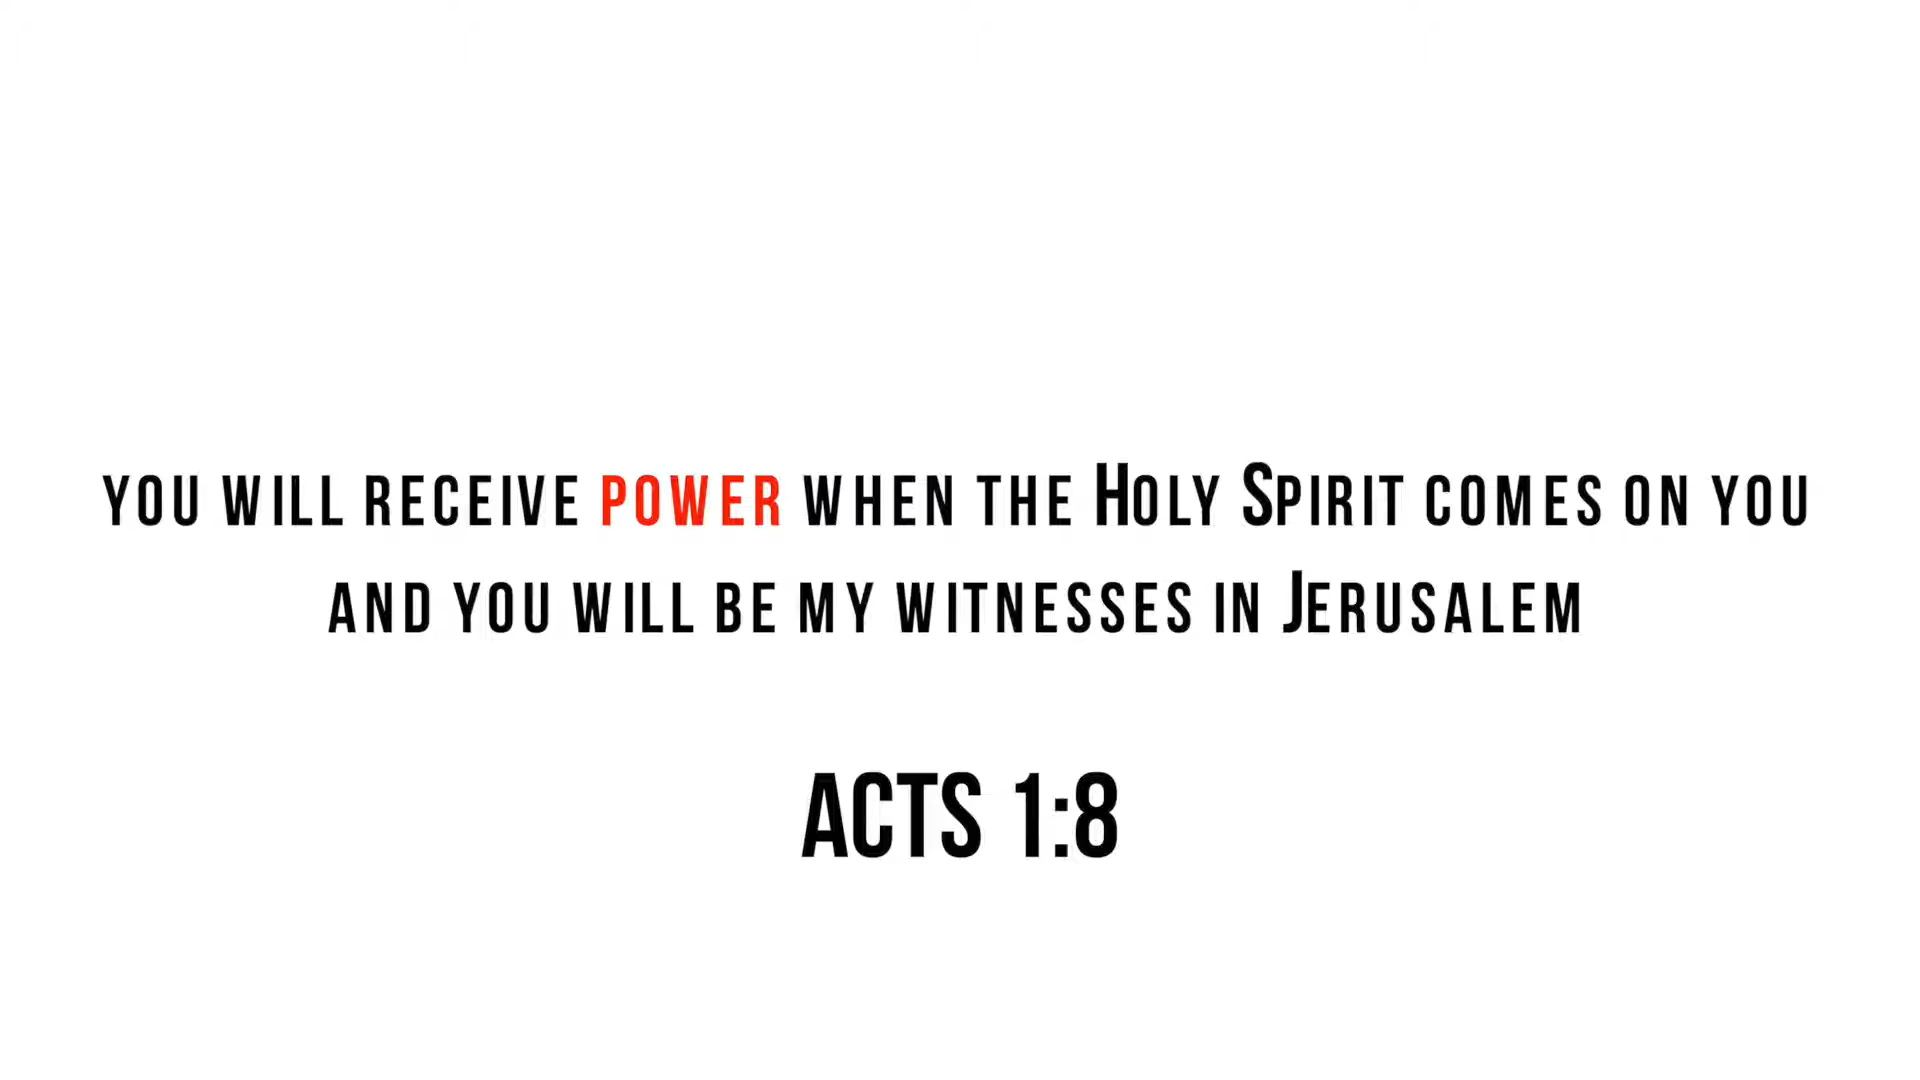 YOU WILL RECEIVE POWER WHEN THE HOLY SPIRIT COMES ON YOU
AND YOU WILL BE MY WITNESSES IN JERUSALEM
ACTS 1:8